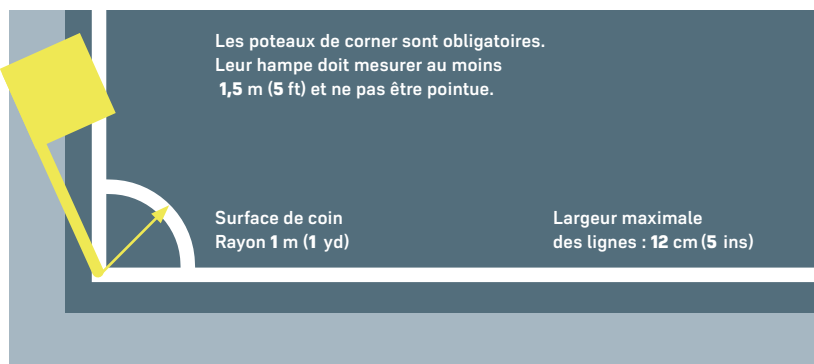 Les poteaux de corner sont obligatoires.
Leur hampe doit mesurer au moins
1,5 m (5 ft) et ne pas être pointue.
Surface de coin
Rayon 1 m (1 yd)
Largeur maximale
des lignes : 12 cm (5 ins)